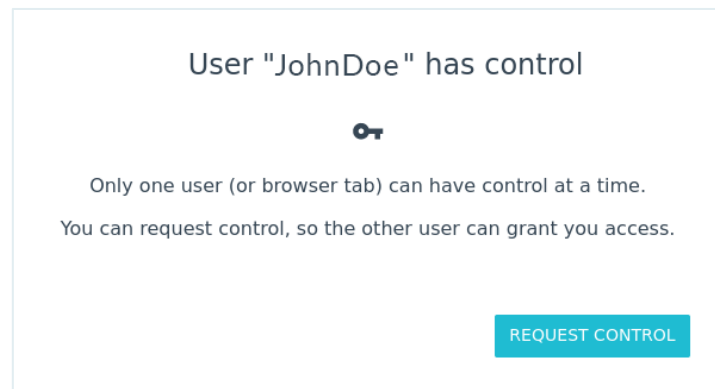 User "JohnDoe" has control
Only one user (or browser tab) can have control at a time.
You can request control, so the other user can grant you access.
REQUEST CONTROL